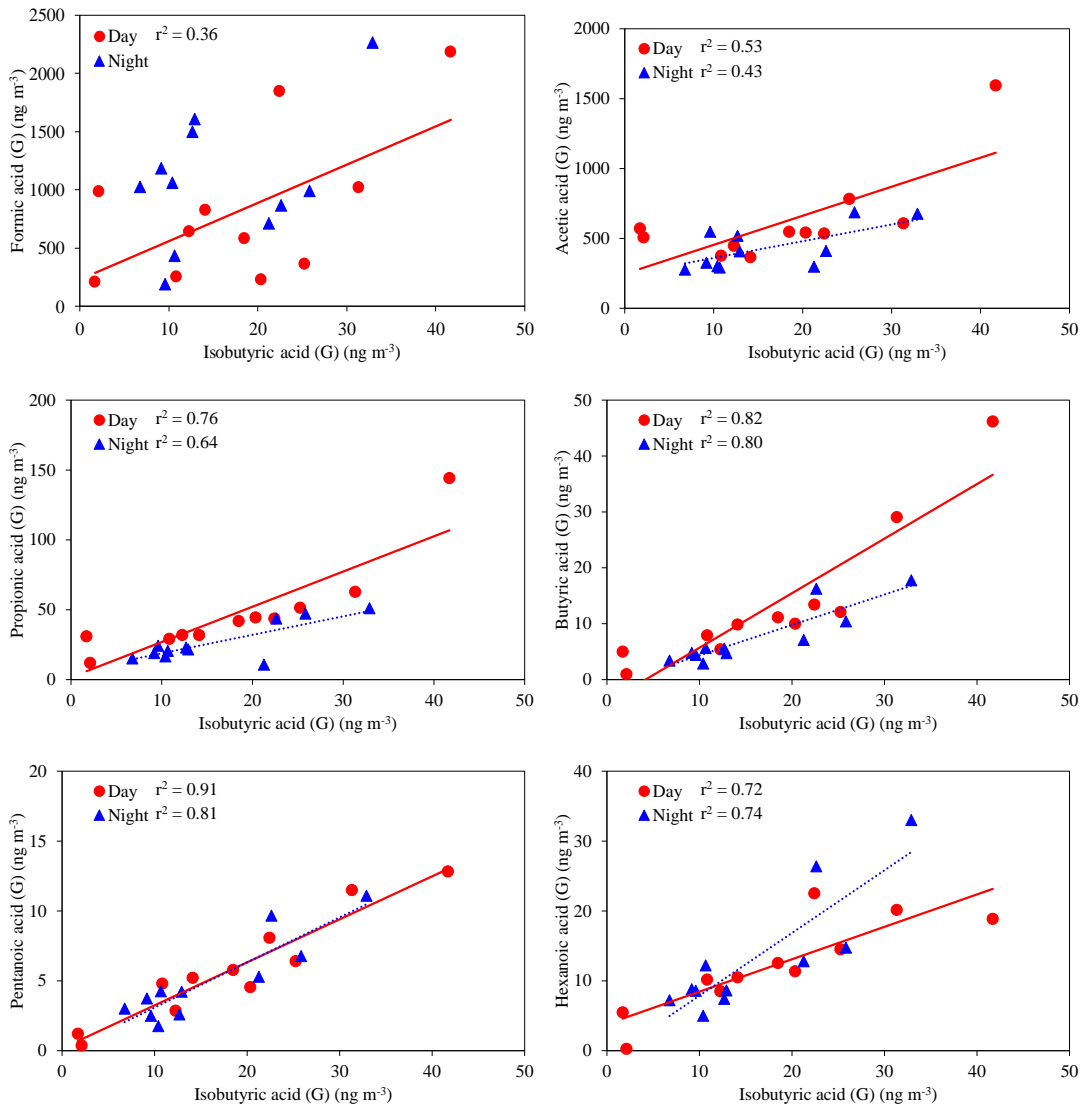 Formic acid (G) (ng m-3)
2500
2000
1500
1000
500
0
Day r2 = 0.36
Night
0 10 20 30 40 50
Isobutyric acid (G) (ng m-3)
Acetic acid (G) (ng m-3)
2000
1500
1000
500
0
Day r2 = 0.53
Night r2 = 0.43
0 10 20 30 40 50
Isobutyric acid (G) (ng m-3)
Propionic acid (G) (ng m-3)
200
150
100
50
0
Day r2 = 0.76
Night r2 = 0.64
0 10 20 30 40 50
Isobutyric acid (G) (ng m-3)
Butyric acid (G) (ng m-3)
50
40
30
20
10
0
Day r2 = 0.82
Night r2 = 0.80
0 10 20 30 40 50
Isobutyric acid (G) (ng m-3)
Pentanoic acid (G) (ng m-3)
20
15
10
5
0
Day r2 = 0.91
Night r2 = 0.81
0 10 20 30 40 50
Isobutyric acid (G) (ng m-3)
Hexanoic acid (G) (ng m-3)
40
30
20
10
0
Day r2 = 0.72
Night r2 = 0.74
0 10 20 30 40 50
Isobutyric acid (G) (ng m-3)